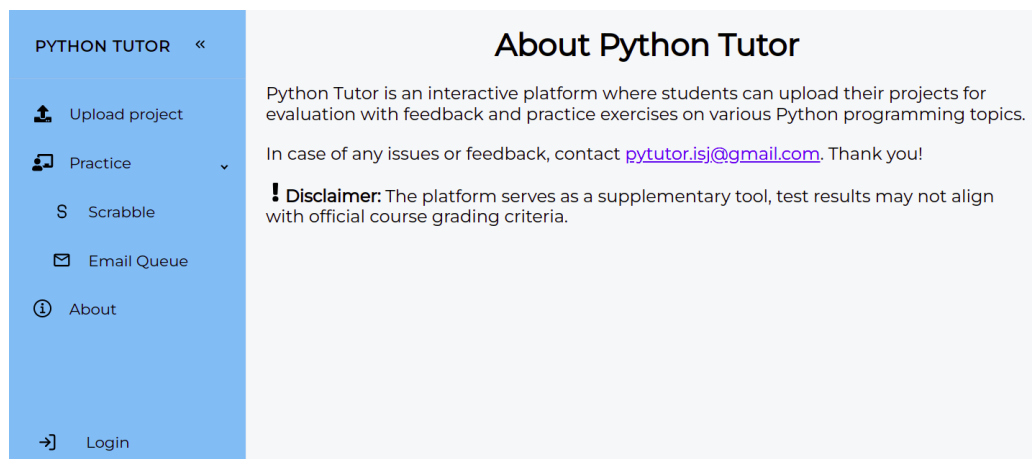 PYTHON TUTOR «
Upload project
Practice
S Scrabble
Email Queue
About
Login
About Python Tutor
Python Tutor is an interactive platform where students can upload their projects for
evaluation with feedback and practice exercises on various Python programming topics.
In case of any issues or feedback, contact pytutor.isj@gmail.com. Thank you!
! Disclaimer: The platform serves as a supplementary tool, test results may not align
with official course grading criteria.